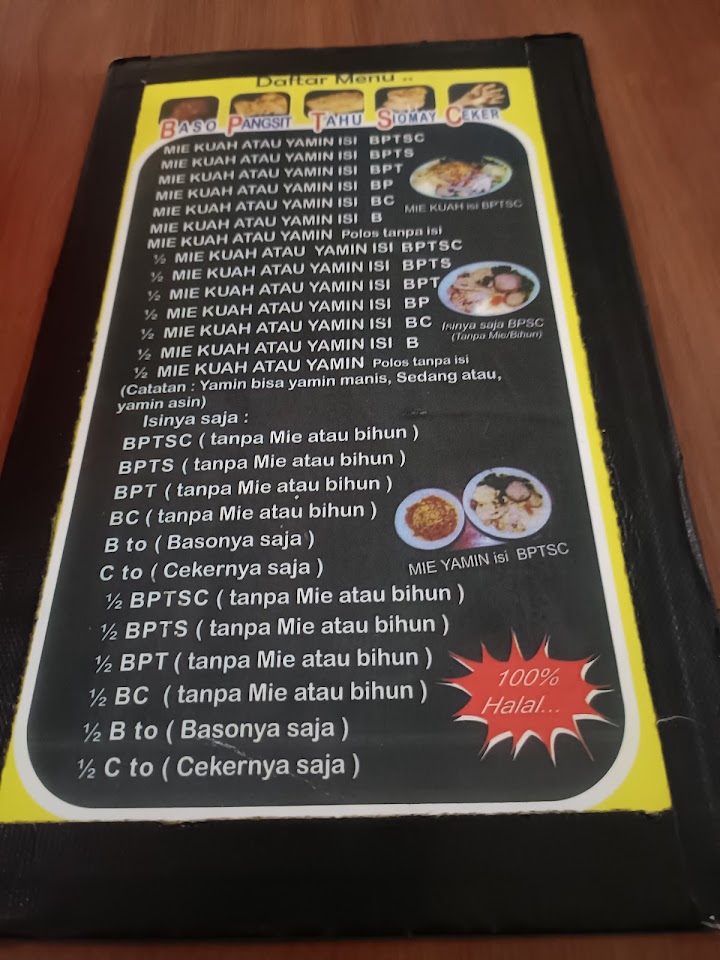 Daftar Menu ..
BASO PANGSIT TAHU SIOMAY CEKER
MIE KUAH ATAU YAMIN ISI BPTSC
MIE KUAH ATAU YAMIN ISI BPTS
MIE KUAH ATAU YAMIN ISI BPT
MIE KUAH ATAU YAMIN ISI BP
MIE KUAH ATAU YAMIN ISI BC
MIE KUAH ATAU YAMIN ISI B
MIE KUAH ATAU YAMIN Polos tanpa isi
MIE KUAH isi BPTSC
½ MIE KUAH ATAU YAMIN ISI BPTSC
½ MIE KUAH ATAU YAMIN ISI BPTS
½ MIE KUAH ATAU YAMIN ISI BPT
½ MIE KUAH ATAU YAMIN ISI BP
½ MIE KUAH ATAU YAMIN ISI BC
½ MIE KUAH ATAU YAMIN ISI B
½ MIE KUAH ATAU YAMIN Polos tanpa isi
Isinya saja BPSC
(Tanpa Mie/Bihun)
(Catatan : Yamin bisa yamin manis, Sedang atau,
yamin asin)
Isinya saja :
BPTSC ( tanpa Mie atau bihun )
BPTS ( tanpa Mie atau bihun )
BPT ( tanpa Mie atau bihun )
BC ( tanpa Mie atau bihun )
B to ( Basonya saja )
C to ( Cekernya saja )
MIE YAMIN isi BPTSC
½ BPTSC ( tanpa Mie atau bihun )
½ BPTS ( tanpa Mie atau bihun )
½ BPT ( tanpa Mie atau bihun )
½ BC ( tanpa Mie atau bihun )
½ B to ( Basonya saja )
½ C to ( Cekernya saja )
100%
Halal...